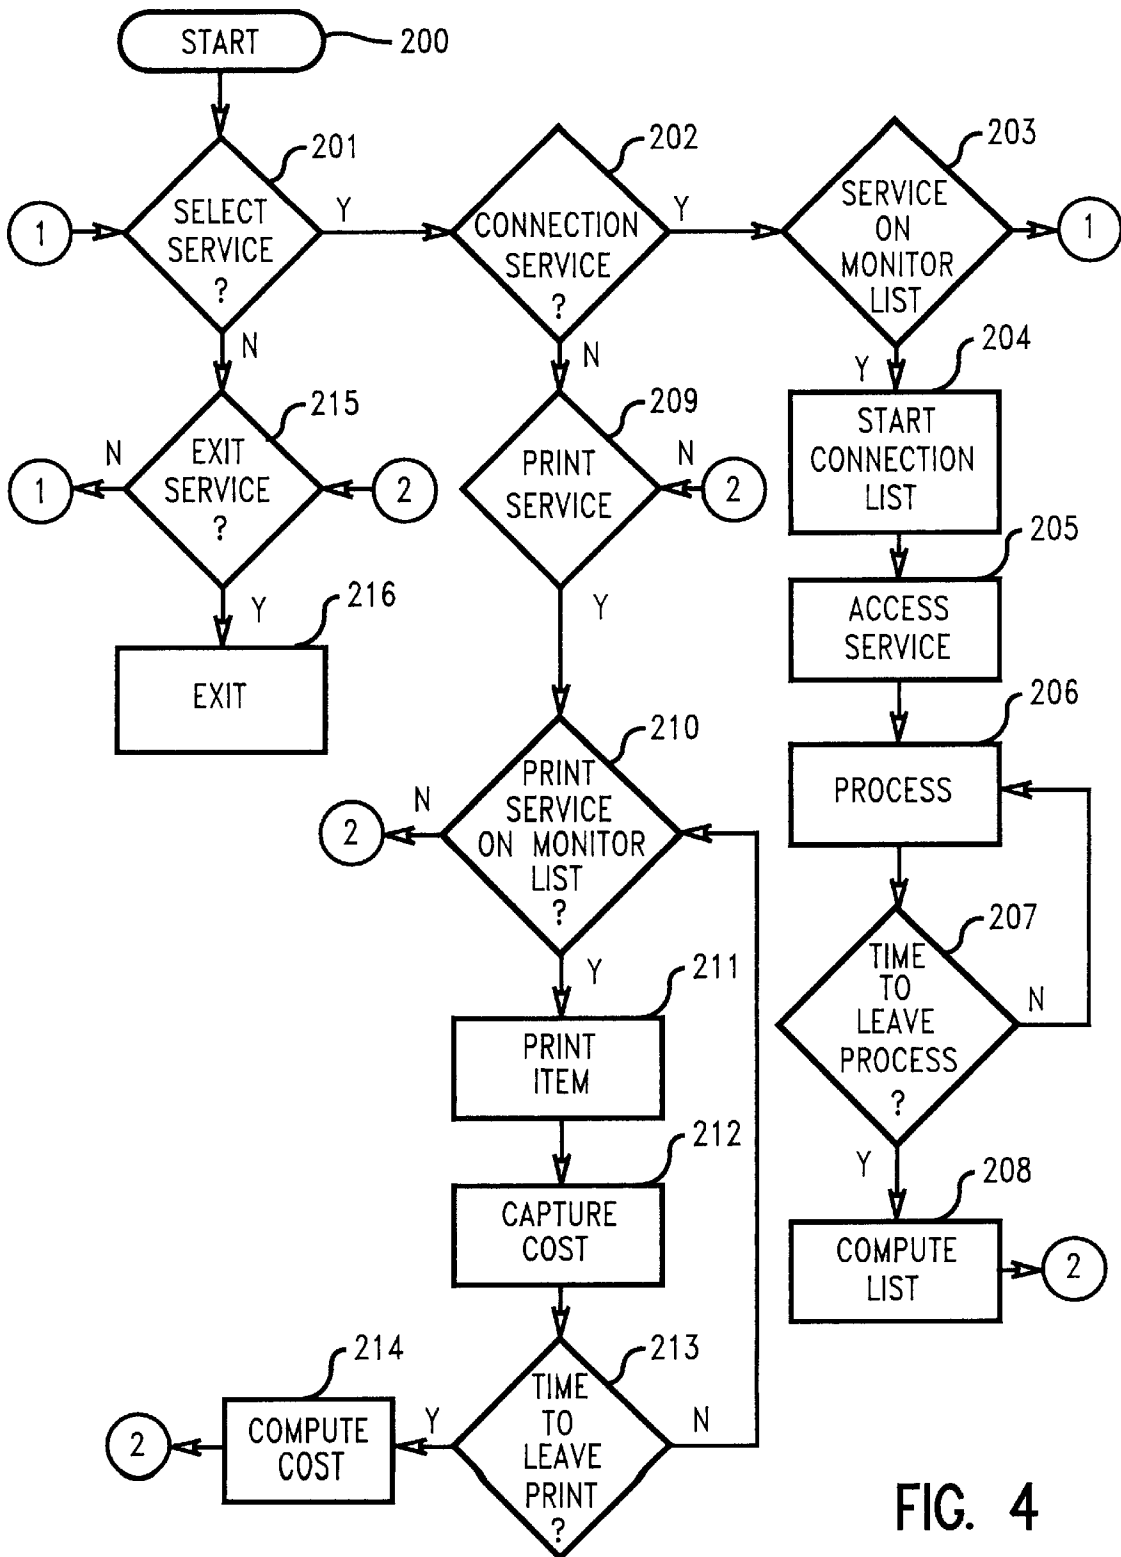 START
200
201
202
203
1
SELECT
SERVICE
?
Y
CONNECTION
SERVICE
?
Y
SERVICE
ON
MONITOR
LIST
1
N
N
Y
204
215
209
START
CONNECTION
LIST
1
N
EXIT
SERVICE
?
2
PRINT
SERVICE
N
2
205
Y
216
Y
ACCESS
SERVICE
EXIT
206
210
PROCESS
2
N
PRINT
SERVICE
ON MONITOR
LIST
?
207
Y
211
TIME
TO
LEAVE
PROCESS
?
N
PRINT
ITEM
212
Y
208
CAPTURE
COST
COMPUTE
LIST
2
214
213
2
COMPUTE
COST
Y
TIME
TO
LEAVE
PRINT
?
N
FIG. 4